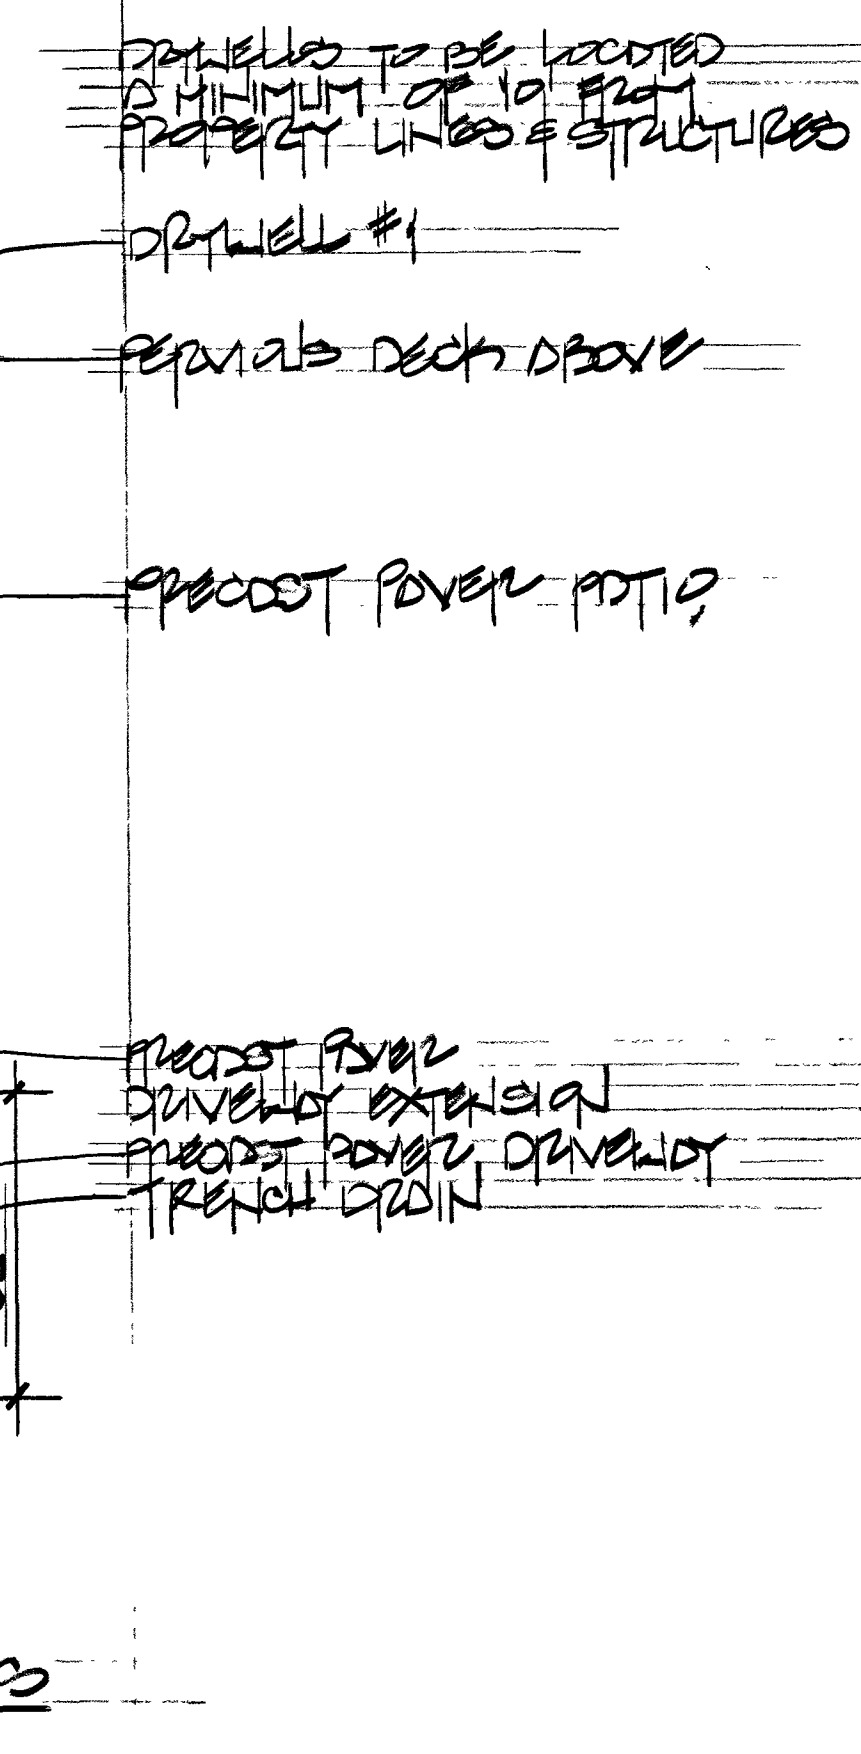 DRYWELLS TO BE LOCATED
A MINIMUM OF 10' FROM
PROPERTY LINES & STRUCTURES
DRYWELL #1
PERVIOUS DECK ABOVE
PRECAST PAVER PATIO
PRECAST PAVER
DRIVEWAY EXTENSION
PRECAST PAVER DRIVEWAY
TRENCH DRAIN
S